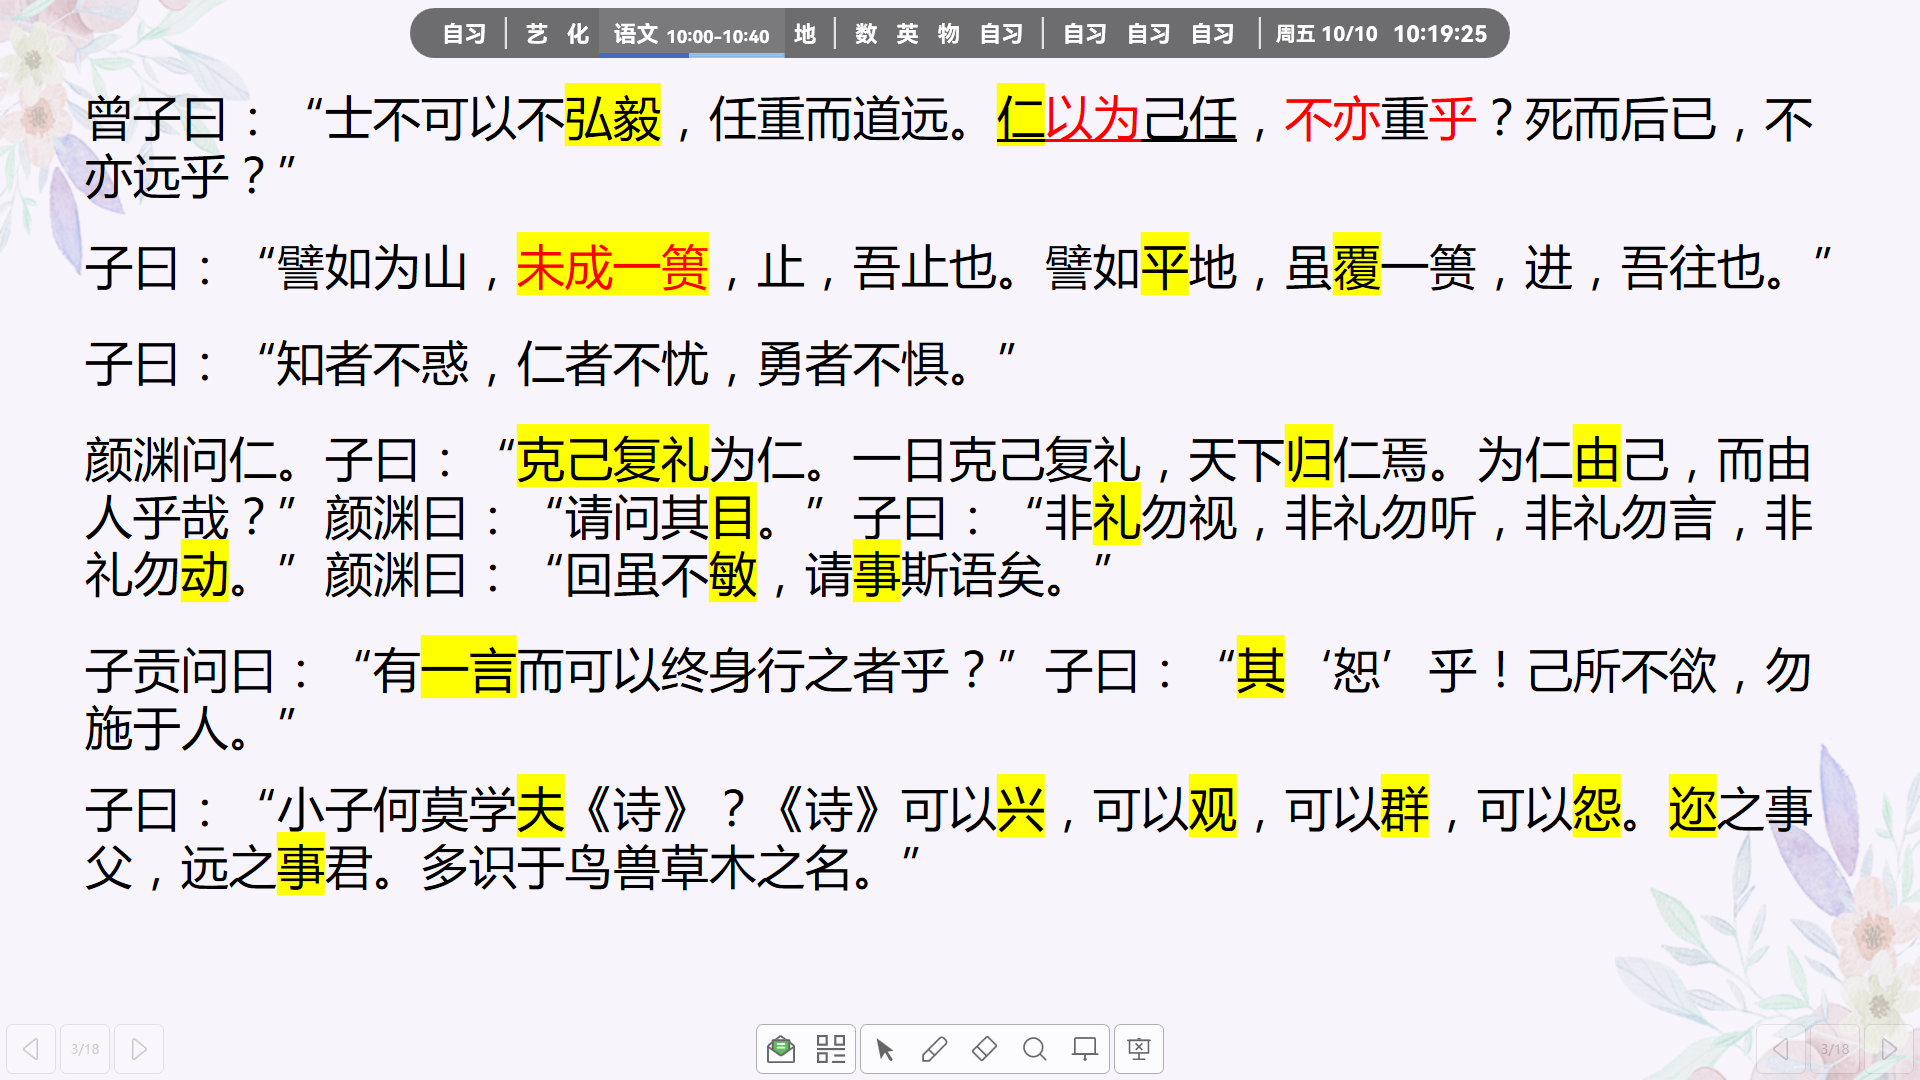 自习 | 艺 化 语文 10:00-10:40 地 | 数 英 物 自习 | 自习 自习 自习 | 周五 10/10 10:19:25
曾子曰：“士不可以不弘毅，任重而道远。仁以为己任，不亦重乎？死而后已，不
亦远乎？”
子曰：“譬如为山，未成一篑，止，吾止也。譬如平地，虽覆一篑，进，吾往也。”
子曰：“知者不惑，仁者不忧，勇者不惧。”
颜渊问仁。子曰：“克己复礼为仁。一日克己复礼，天下归仁焉。为仁由己，而由
人乎哉？”颜渊曰：“请问其目。”子曰：“非礼勿视，非礼勿听，非礼勿言，非
礼勿动。”颜渊曰：“回虽不敏，请事斯语矣。”
子贡问曰：“有一言而可以终身行之者乎？”子曰：“其‘恕’乎！己所不欲，勿
施于人。”
子曰：“小子何莫学夫《诗》？《诗》可以兴，可以观，可以群，可以怨。迩之事
父，远之事君。多识于鸟兽草木之名。”
3/18
3/18